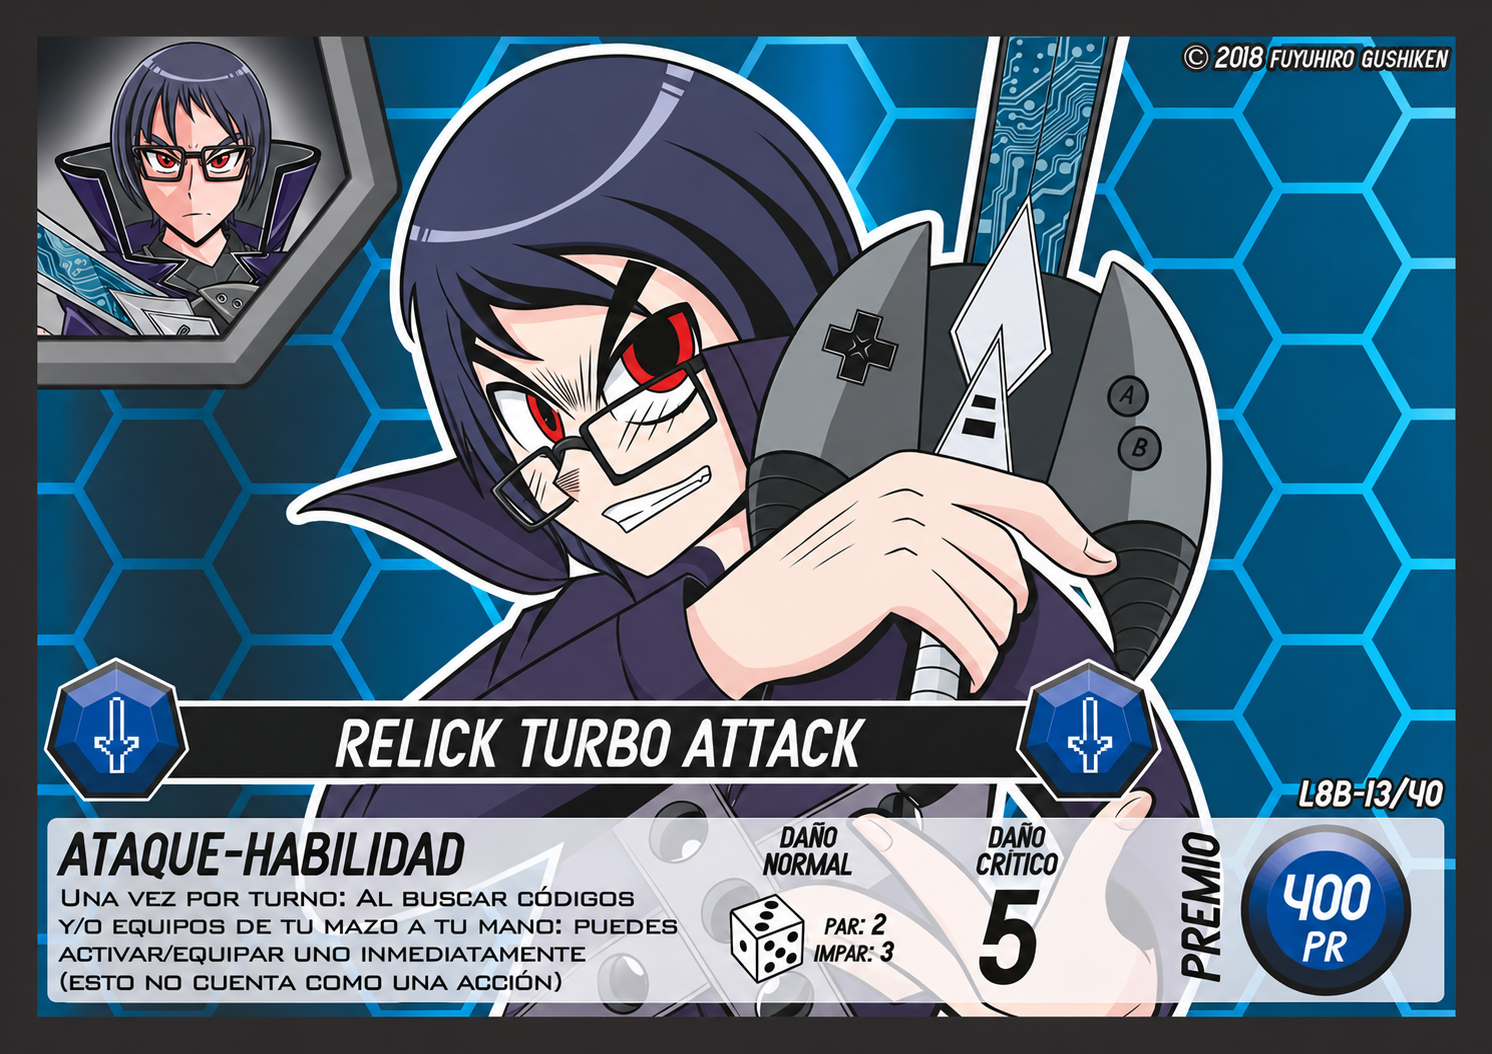 © 2018 FUYUHIRO GUSHIKEN
A
B
RELICK TURBO ATTACK
L8B-13/40
ATAQUE-HABILIDAD
UNA VEZ POR TURNO: AL BUSCAR CÓDIGOS
Y/O EQUIPOS DE TU MAZO A TU MANO: PUEDES
ACTIVAR/EQUIPAR UNO INMEDIATAMENTE
(ESTO NO CUENTA COMO UNA ACCIÓN)
DAÑO
NORMAL
PAR: 2
IMPAR: 3
DAÑO
CRÍTICO
5
PREMIO
400
PR